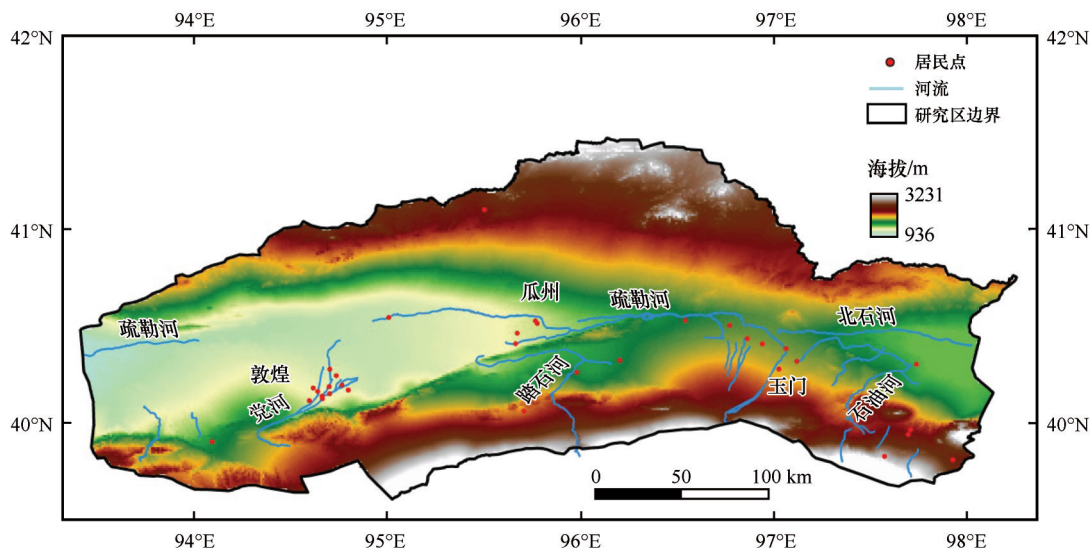 94°E 95°E 96°E 97°E 98°E
42°N 42°N
居民点
河流
研究区边界
海拔/m
3231
936
41°N 41°N
瓜州 疏勒河 北石河
疏勒河
敦煌 踏石河 玉门 石油河
党河
40°N 40°N
0 50 100 km
94°E 95°E 96°E 97°E 98°E